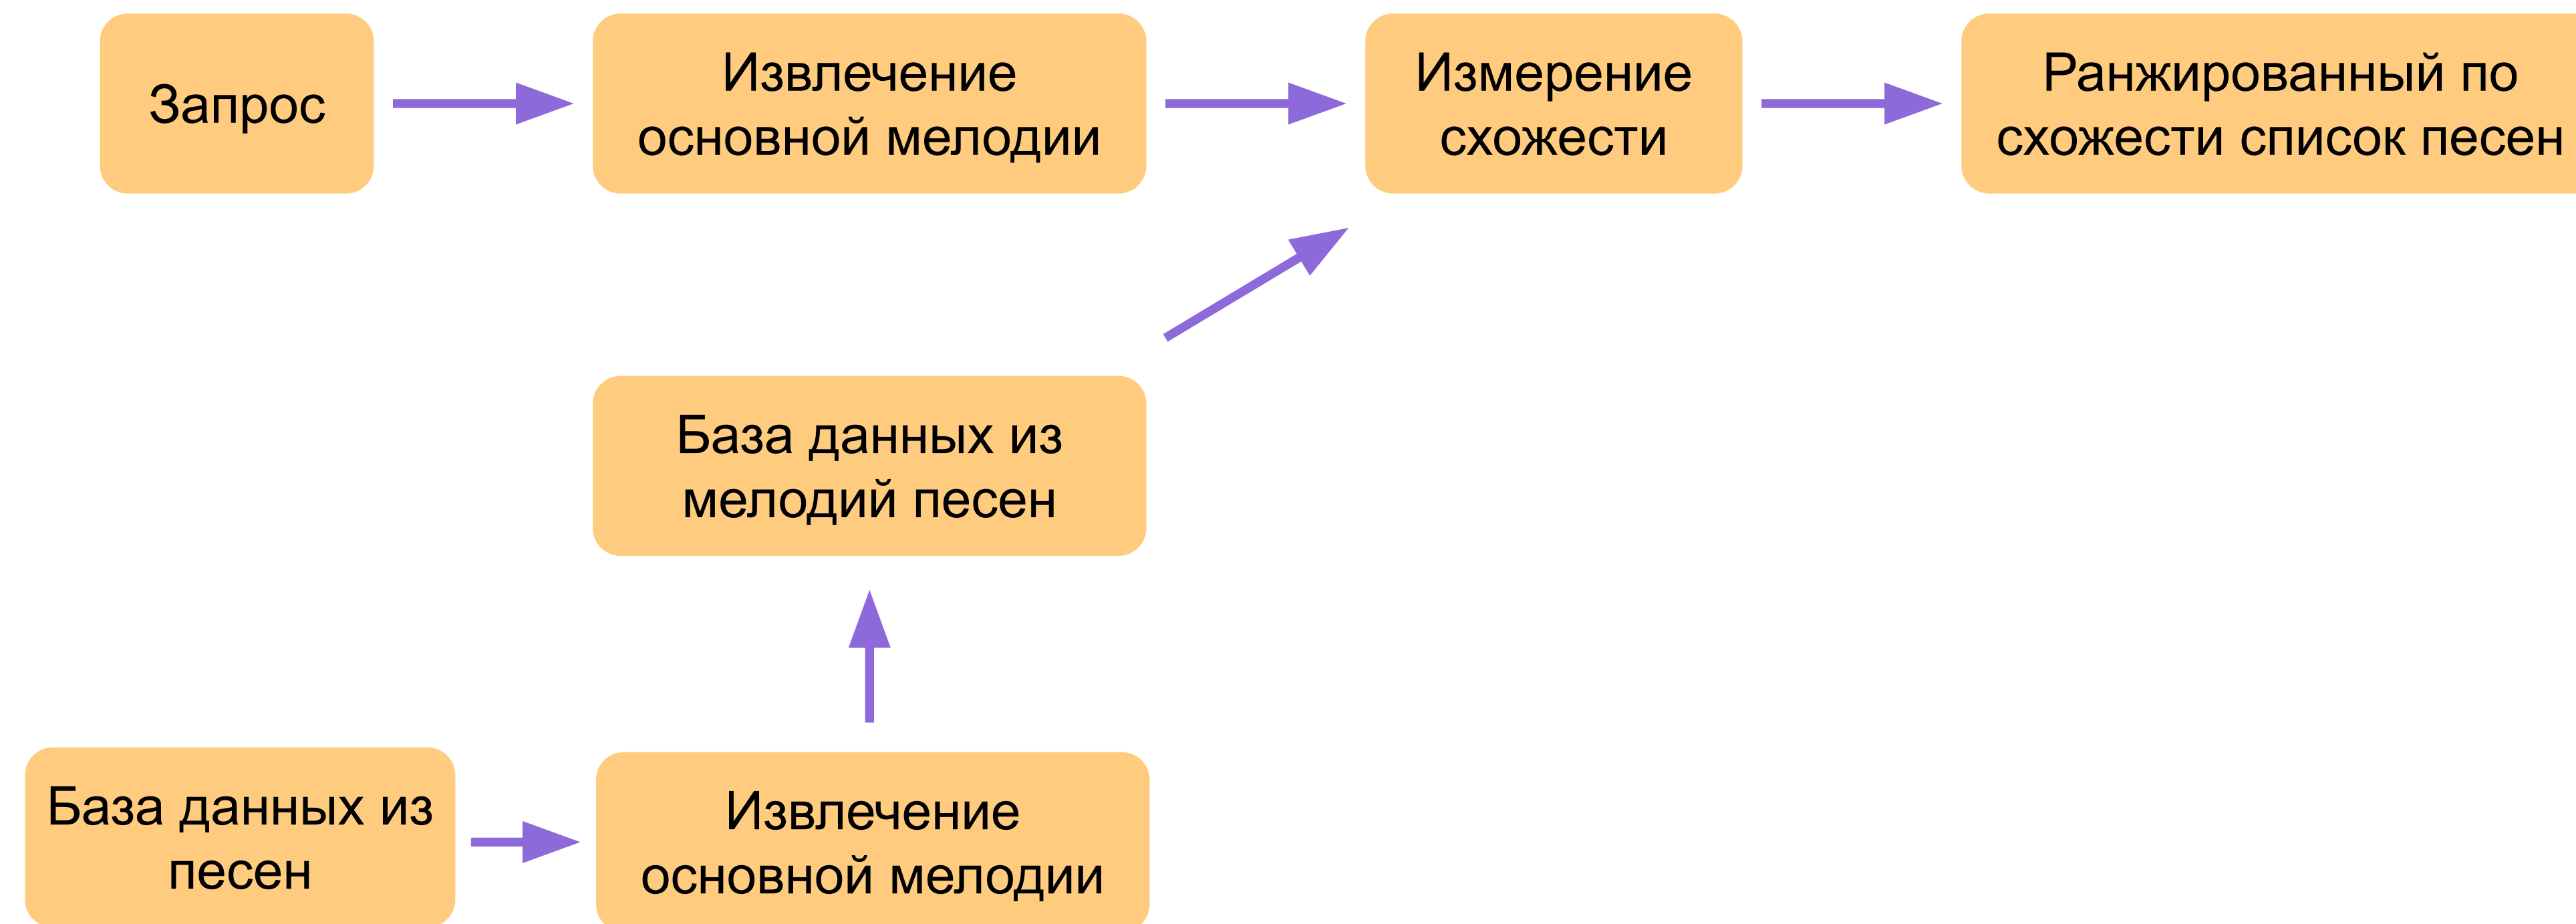 Запрос
Извлечение
основной мелодии
Измерение
схожести
Ранжированный по
схожести список песен
База данных из
мелодий песен
База данных из
песен
Извлечение
основной мелодии